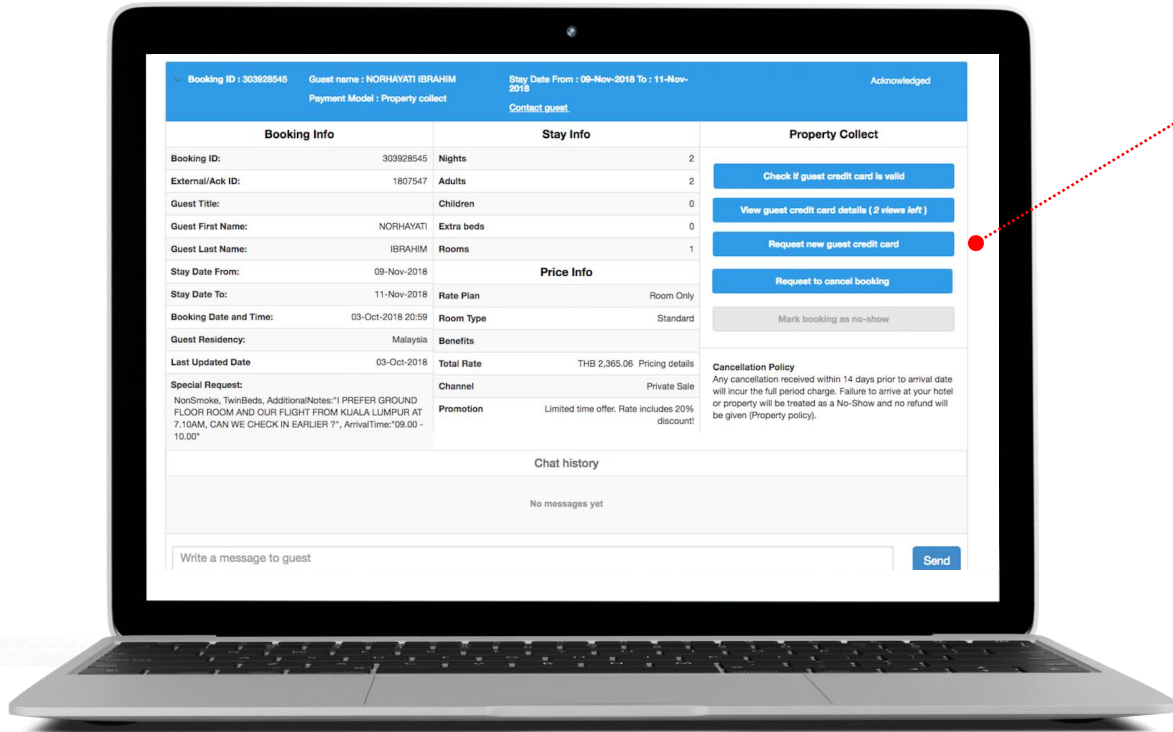 Booking ID : 303928545
Guest name : NORHAYATI IBRAHIM
Payment Model : Property collect
Stay Date From : 09-Nov-2018 To : 11-Nov-
2018
Contact guest
Acknowledged
Booking Info
Booking ID: 303928545
External/Ack ID: 1807547
Guest Title:
Guest First Name: NORHAYATI
Guest Last Name: IBRAHIM
Stay Date From: 09-Nov-2018
Stay Date To: 11-Nov-2018
Booking Date and Time: 03-Oct-2018 20:59
Guest Residency: Malaysia
Last Updated Date 03-Oct-2018
Special Request:
NonSmoke, TwinBeds, AdditionalNotes:"I PREFER GROUND
FLOOR ROOM AND OUR FLIGHT FROM KUALA LUMPUR AT
7.10AM, CAN WE CHECK IN EARLIER ?", ArrivalTime:"09.00 -
10.00"
Stay Info
Nights 2
Adults 2
Children 0
Extra beds 0
Rooms 1
Price Info
Rate Plan Room Only
Room Type Standard
Benefits
Total Rate THB 2,365.06 Pricing details
Channel Private Sale
Promotion Limited time offer. Rate includes 20%
discount!
Property Collect
Check if guest credit card is valid
View guest credit card details ( 2 views left )
Request new guest credit card
Request to cancel booking
Mark booking as no-show
Cancellation Policy
Any cancellation received within 14 days prior to arrival date
will incur the full period charge. Failure to arrive at your hotel
or property will be treated as a No-Show and no refund will
be given (Property policy).
Chat history
No messages yet
Write a message to guest
Send